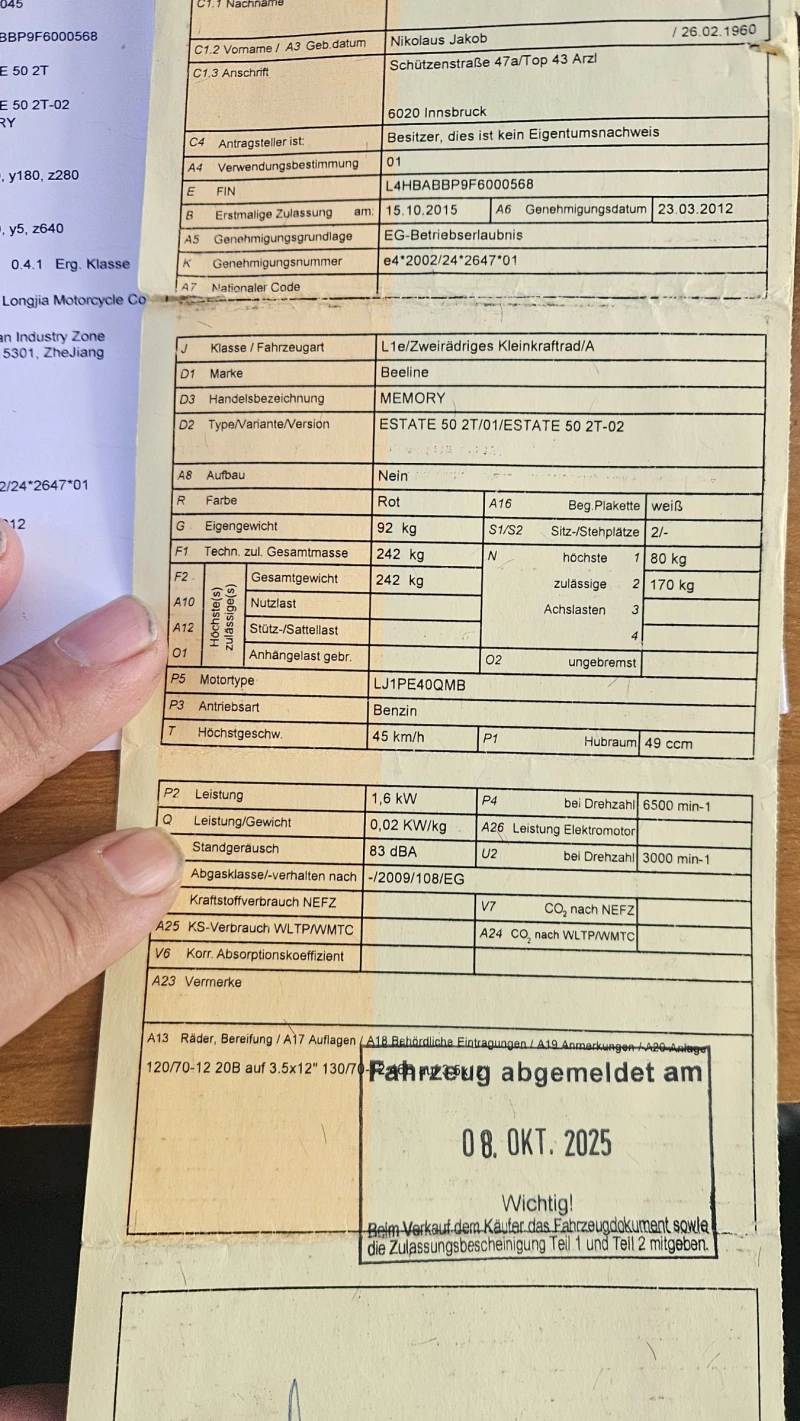 045
C1.1 Nachname
BBP9F6000568
C1.2 Vorname / A3 Geb.datum Nikolaus Jakob / 26.02.1960
E 50 2T
C1.3 Anschrift Schützenstraße 47a/Top 43 Arzl
E 50 2T-02
RY
6020 Innsbruck
C4 Antragsteller ist: Besitzer, dies ist kein Eigentumsnachweis
, y180, z280
A4 Verwendungsbestimmung 01
E FIN L4HBABBP9F6000568
, y5, z640
B Erstmalige Zulassung am: 15.10.2015 A6 Genehmigungsdatum 23.03.2012
A5 Genehmigungsgrundlage EG-Betriebserlaubnis
0.4.1 Erg. Klasse
K Genehmigungsnummer e4*2002/24*2647*01
A7 Nationaler Code
Longjia Motorcycle Co
an Industry Zone
5301, ZheJiang
J Klasse / Fahrzeugart L1e/Zweirädriges Kleinkraftrad/A
D1 Marke Beeline
D3 Handelsbezeichnung MEMORY
D2 Type/Variante/Version ESTATE 50 2T/01/ESTATE 50 2T-02
2/24*2647*01
A8 Aufbau Nein
R Farbe Rot A16 Beg.Plakette weiß
012
G Eigengewicht 92 kg S1/S2 Sitz-/Stehplätze 2/-
F1 Techn. zul. Gesamtmasse 242 kg N höchste 1 80 kg
F2 Höchste(s) zulässige(s) Gesamtgewicht 242 kg zulässige 2 170 kg
A10 Nutzlast Achslasten 3
A12 Stütz-/Sattellast 4
O1 Anhängelast gebr. O2 ungebremst
P5 Motortype LJ1PE40QMB
P3 Antriebsart Benzin
T Höchstgeschw. 45 km/h P1 Hubraum 49 ccm
P2 Leistung 1,6 kW P4 bei Drehzahl 6500 min-1
Q Leistung/Gewicht 0,02 KW/kg A26 Leistung Elektromotor
Standgeräusch 83 dBA U2 bei Drehzahl 3000 min-1
Abgasklasse/-verhalten nach -/2009/108/EG
Kraftstoffverbrauch NEFZ V7 CO₂ nach NEFZ
A25 KS-Verbrauch WLTP/WMTC A24 CO₂ nach WLTP/WMTC
V6 Korr. Absorptionskoeffizient
A23 Vermerke
A13 Räder, Bereifung / A17 Auflagen / A18 Behördliche Eintragungen / A19 Anmerkungen / A20 Anlage
120/70-12 20B auf 3.5x12" 130/70
Fahrzeug abgemeldet am
08. OKT. 2025
Wichtig!
Beim Verkauf dem Käufer das Fahrzeugdokument sowie
die Zulassungsbescheinigung Teil 1 und Teil 2 mitgeben.